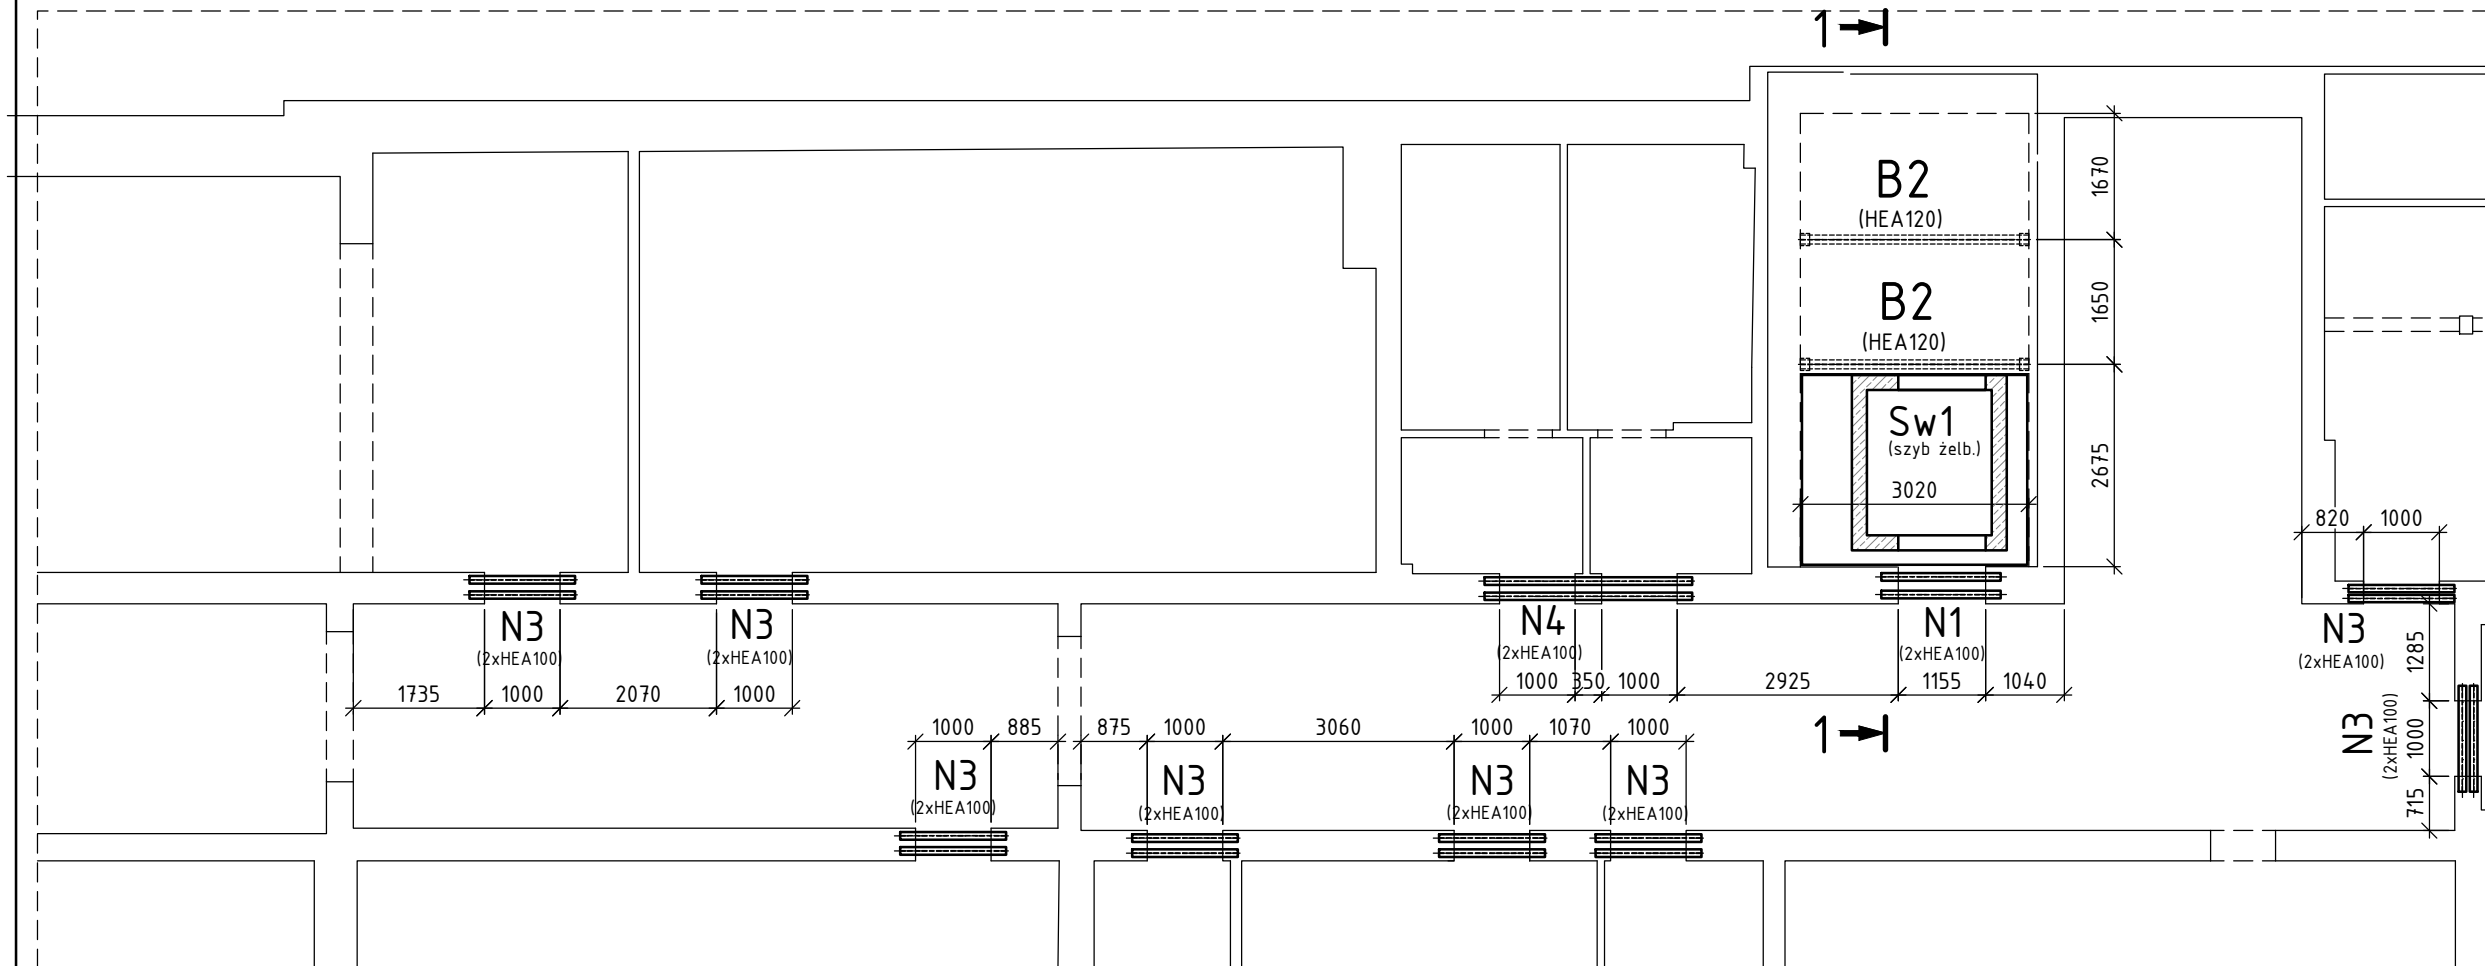 1
B2
(HEA120)
1670
B2
(HEA120)
1650
Sw1
(szyb żelb.)
2675
3020
820 1000
N3
(2xHEA100)
N3
(2xHEA100)
N4
(2xHEA100)
N1
(2xHEA100)
N3
(2xHEA100)
1285
1735 1000 2070 1000
1000 350 1000 2925 1155 1040
1000 885 875 1000 3060 1000 1070 1000
1
N3
(2xHEA100)
1000
715
N3
(2xHEA100)
N3
(2xHEA100)
N3
(2xHEA100)
N3
(2xHEA100)